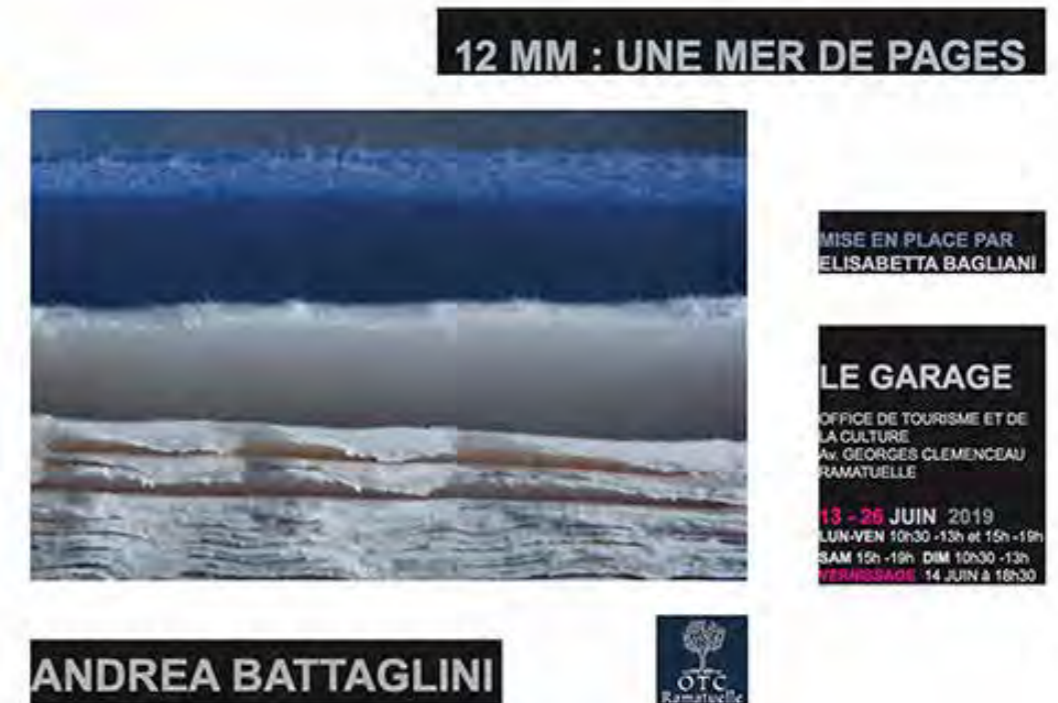 12 MM : UNE MER DE PAGES
MISE EN PLACE PAR
ELISABETTA BAGLIANI
LE GARAGE
OFFICE DE TOURISME ET DE
LA CULTURE
Av. GEORGES CLEMENCEAU
RAMATUELLE
13 - 26 JUIN 2019
LUN-VEN 10h30 -13h et 15h -19h
SAM 15h -19h DIM 10h30 -13h
VERNISSAGE 14 JUIN à 18h30
ANDREA BATTAGLINI
OTC
Ramatuelle